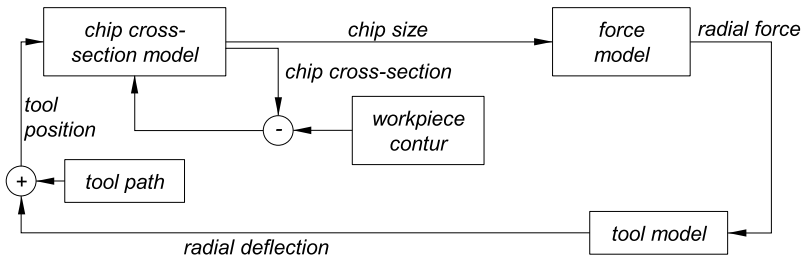 chip cross-
section model
chip size
force
model
radial force
chip cross-section
tool
position
-
workpiece
contur
+
tool path
tool model
radial deflection